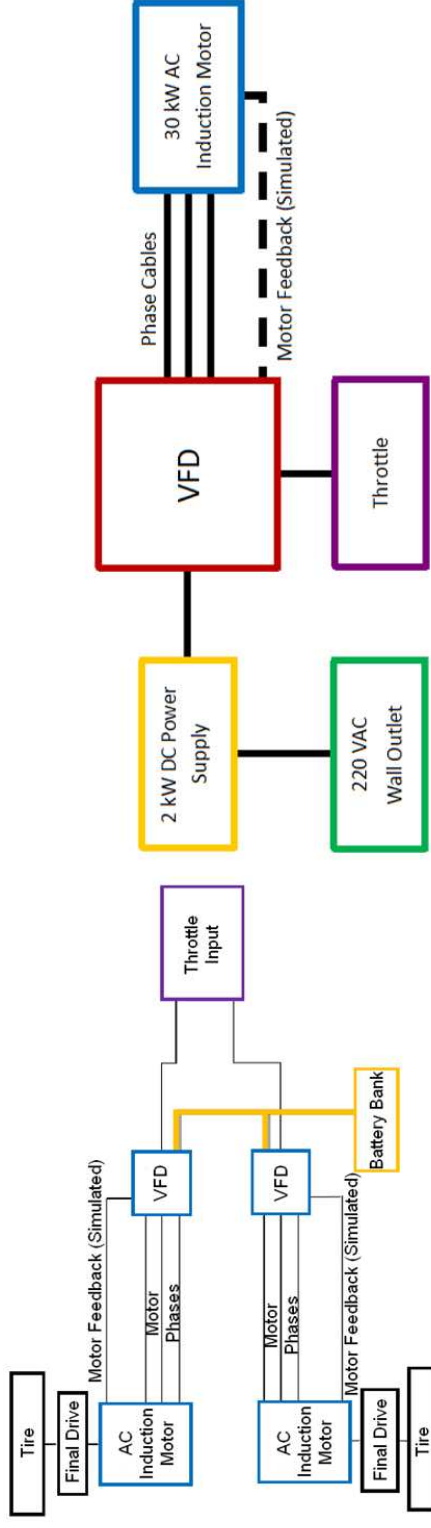 Tire
Final Drive
AC
Induction
Motor
Motor Feedback (Simulated)
Motor
Phases
VFD
Throttle
Input
VFD
Battery Bank
Motor
Phases
Motor Feedback (Simulated)
AC
Induction
Motor
Final Drive
Tire
2 kW DC Power
Supply
220 VAC
Wall Outlet
VFD
Throttle
Phase Cables
30 kW AC
Induction Motor
Motor Feedback (Simulated)